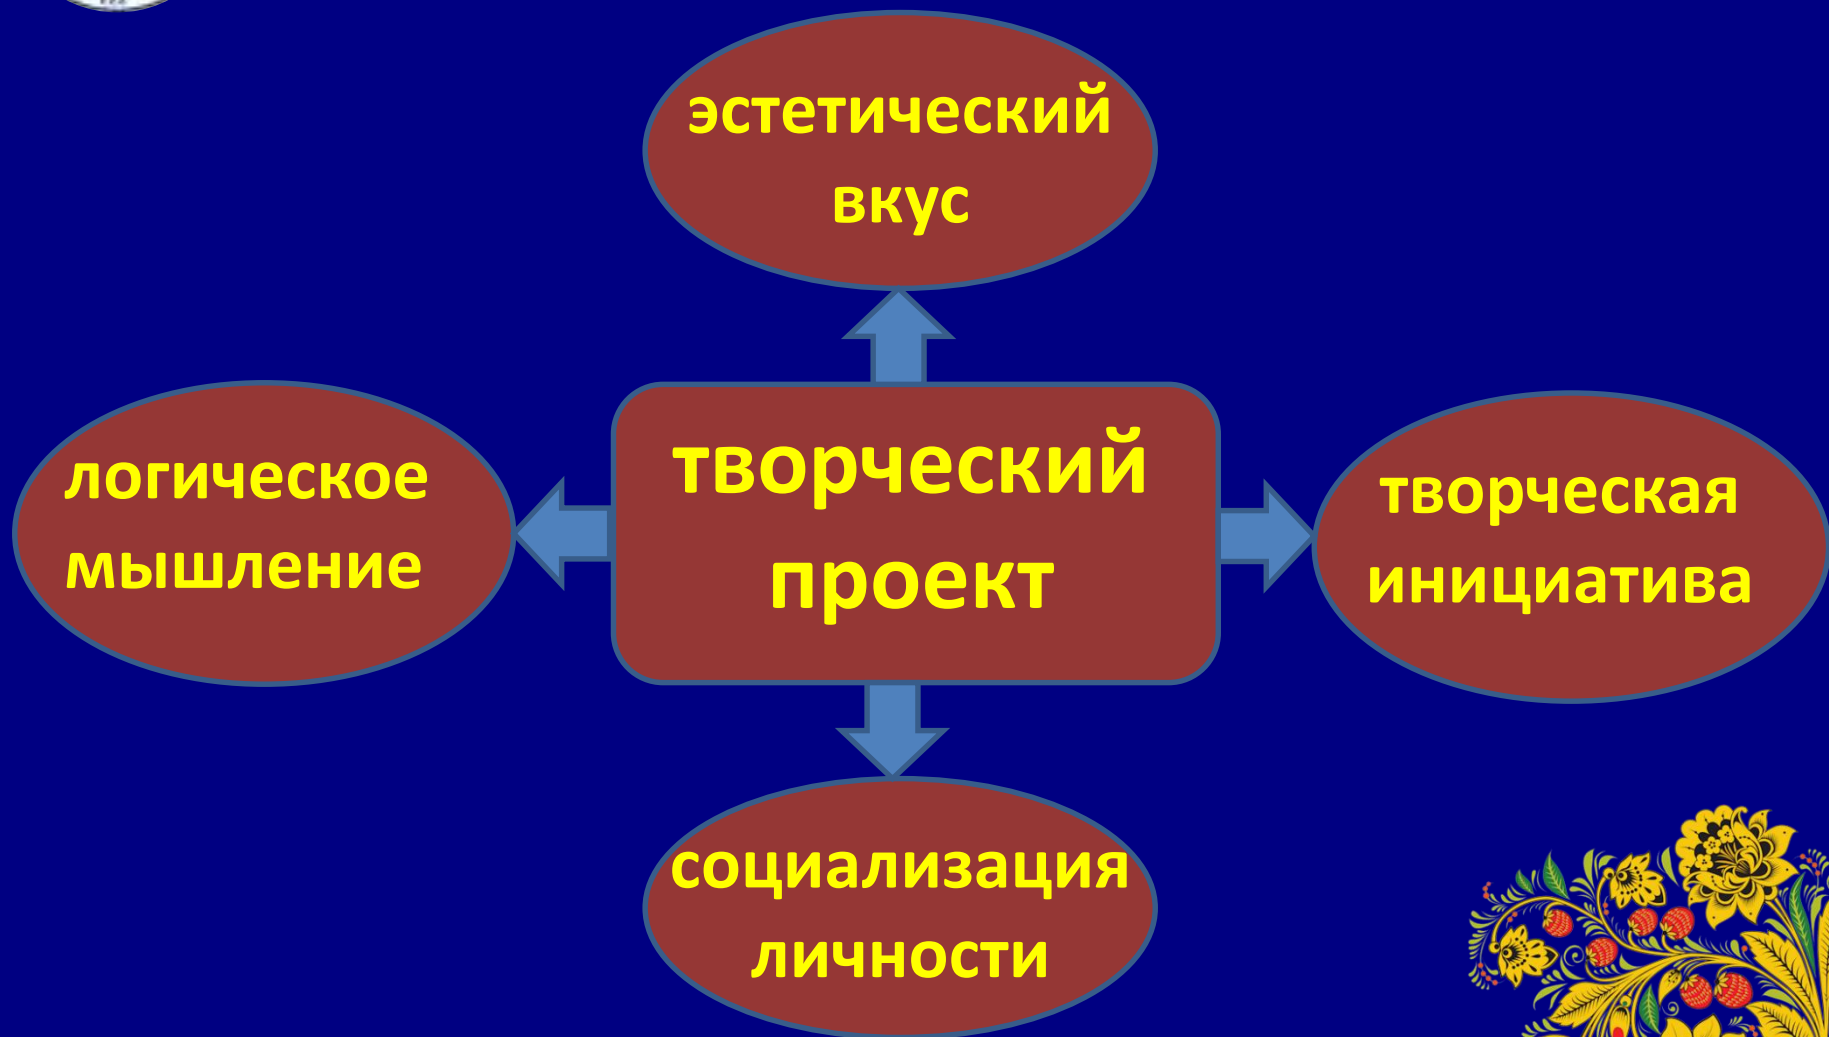 эстетический
вкус
логическое
мышление
творческий
проект
творческая
инициатива
социализация
личности